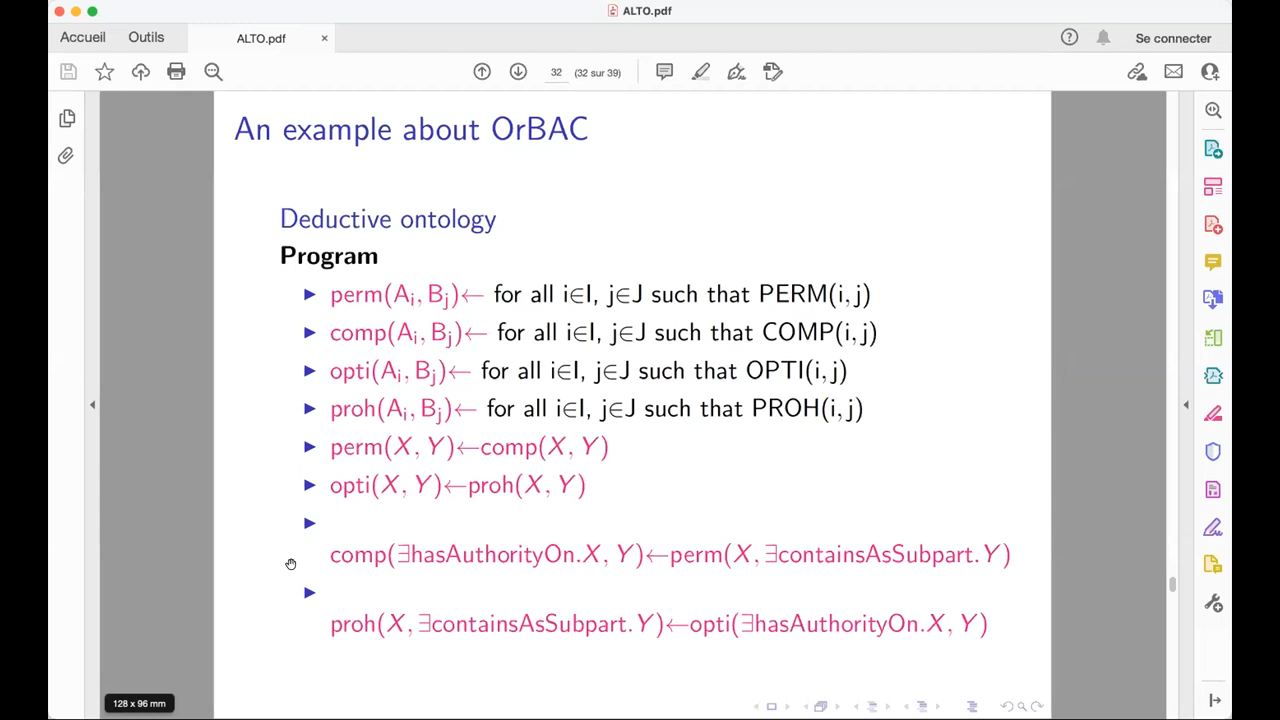 ALTO.pdf
Accueil Outils ALTO.pdf × Se connecter
32 (32 sur 39)
An example about OrBAC
Deductive ontology
Program
▶ perm(Aᵢ, Bⱼ)← for all i∈I, j∈J such that PERM(i, j)
▶ comp(Aᵢ, Bⱼ)← for all i∈I, j∈J such that COMP(i, j)
▶ opti(Aᵢ, Bⱼ)← for all i∈I, j∈J such that OPTI(i, j)
▶ proh(Aᵢ, Bⱼ)← for all i∈I, j∈J such that PROH(i, j)
▶ perm(X, Y)←comp(X, Y)
▶ opti(X, Y)←proh(X, Y)
▶
comp(∃hasAuthorityOn.X, Y)←perm(X, ∃containsAsSubpart.Y)
▶
proh(X, ∃containsAsSubpart.Y)←opti(∃hasAuthorityOn.X, Y)
128 x 96 mm